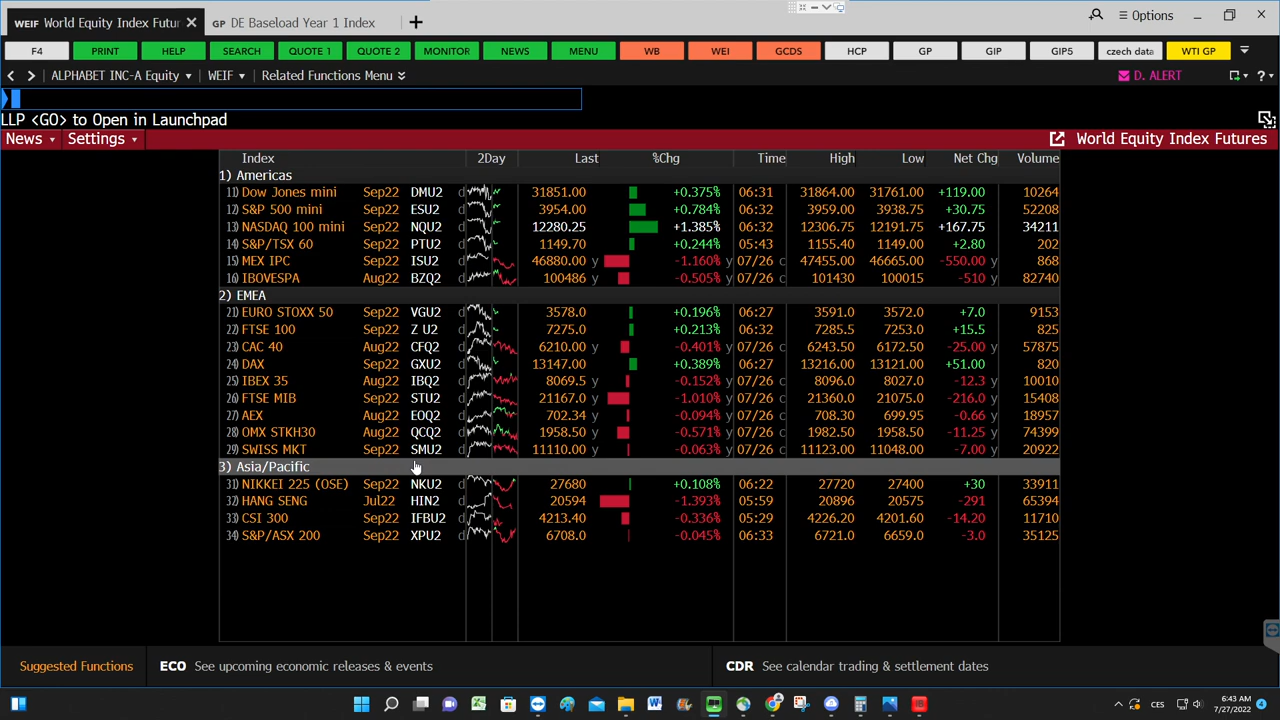 WEIF World Equity Index Futur
GP DE Baseload Year 1 Index
Options
F4 PRINT HELP SEARCH QUOTE 1 QUOTE 2 MONITOR NEWS MENU WB WEI GCDS HCP GP GIP GIP5 czech data WTI GP
ALPHABET INC-A Equity WEIF Related Functions Menu D. ALERT ?
LLP <GO> to Open in Launchpad
News Settings World Equity Index Futures
Index 2Day Last %Chg Time High Low Net Chg Volume
1) Americas
11) Dow Jones mini Sep22 DMU2 d 31851.00 +0.375% 06:31 31864.00 31761.00 +119.00 10264
12) S&P 500 mini Sep22 ESU2 d 3954.00 +0.784% 06:32 3959.00 3938.75 +30.75 52208
13) NASDAQ 100 mini Sep22 NQU2 d 12280.25 +1.385% 06:32 12306.75 12191.75 +167.75 34211
14) S&P/TSX 60 Sep22 PTU2 d 1149.70 +0.244% 05:43 1155.40 1149.00 +2.80 202
15) MEX IPC Sep22 ISU2 d 46880.00 y -1.160% y 07/26 c 47455.00 46665.00 -550.00 y 868
16) IBOVESPA Aug22 BZQ2 d 100486 y -0.505% y 07/26 c 101430 100015 -510 y 82740
2) EMEA
21) EURO STOXX 50 Sep22 VGU2 d 3578.0 +0.196% 06:27 3591.0 3572.0 +7.0 9153
22) FTSE 100 Sep22 Z U2 d 7275.0 +0.213% 06:32 7285.5 7253.0 +15.5 825
23) CAC 40 Aug22 CFQ2 d 6210.00 y -0.401% y 07/26 c 6243.50 6172.50 -25.00 y 57875
24) DAX Sep22 GXU2 d 13147.00 +0.389% 06:27 13216.00 13121.00 +51.00 820
25) IBEX 35 Aug22 IBQ2 d 8069.5 y -0.152% y 07/26 c 8096.0 8027.0 -12.3 y 10010
26) FTSE MIB Sep22 STU2 d 21167.0 y -1.010% y 07/26 c 21360.0 21075.0 -216.0 y 15408
27) AEX Aug22 EOQ2 d 702.34 y -0.094% y 07/26 c 708.30 699.95 -0.66 y 18957
28) OMX STKH30 Aug22 QCQ2 d 1958.50 y -0.571% y 07/26 c 1982.50 1958.50 -11.25 y 74399
29) SWISS MKT Sep22 SMU2 d 11110.00 y -0.063% y 07/26 c 11123.00 11048.00 -7.00 y 20922
3) Asia/Pacific
31) NIKKEI 225 (OSE) Sep22 NKU2 d 27680 +0.108% 06:22 27720 27400 +30 33911
32) HANG SENG Jul22 HIN2 d 20594 -1.393% 05:59 20896 20575 -291 65394
33) CSI 300 Sep22 IFBU2 d 4213.40 -0.336% 05:29 4226.20 4201.60 -14.20 11710
34) S&P/ASX 200 Sep22 XPU2 d 6708.0 -0.045% 06:33 6721.0 6659.0 -3.0 35125
Suggested Functions ECO See upcoming economic releases & events CDR See calendar trading & settlement dates
CES 6:43 AM
7/27/2022